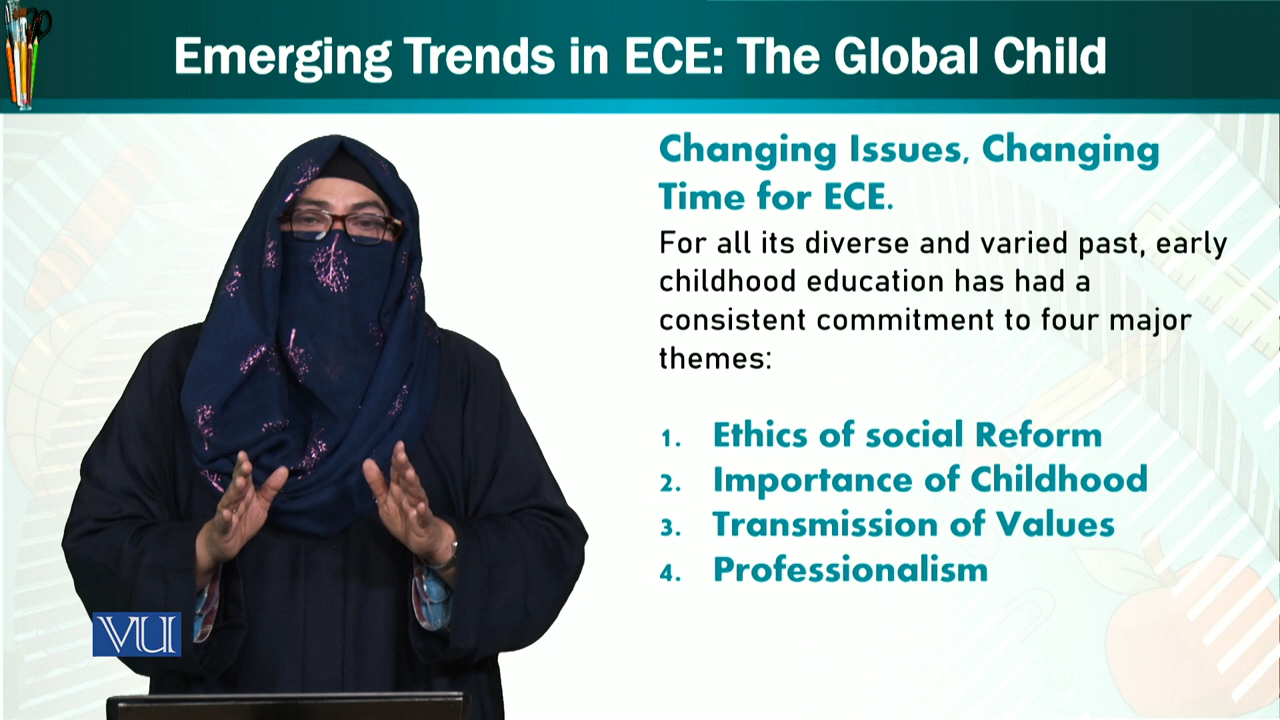 Emerging Trends in ECE: The Global Child
Changing Issues, Changing
Time for ECE.
For all its diverse and varied past, early
childhood education has had a
consistent commitment to four major
themes:
1. Ethics of social Reform
2. Importance of Childhood
3. Transmission of Values
4. Professionalism
VU